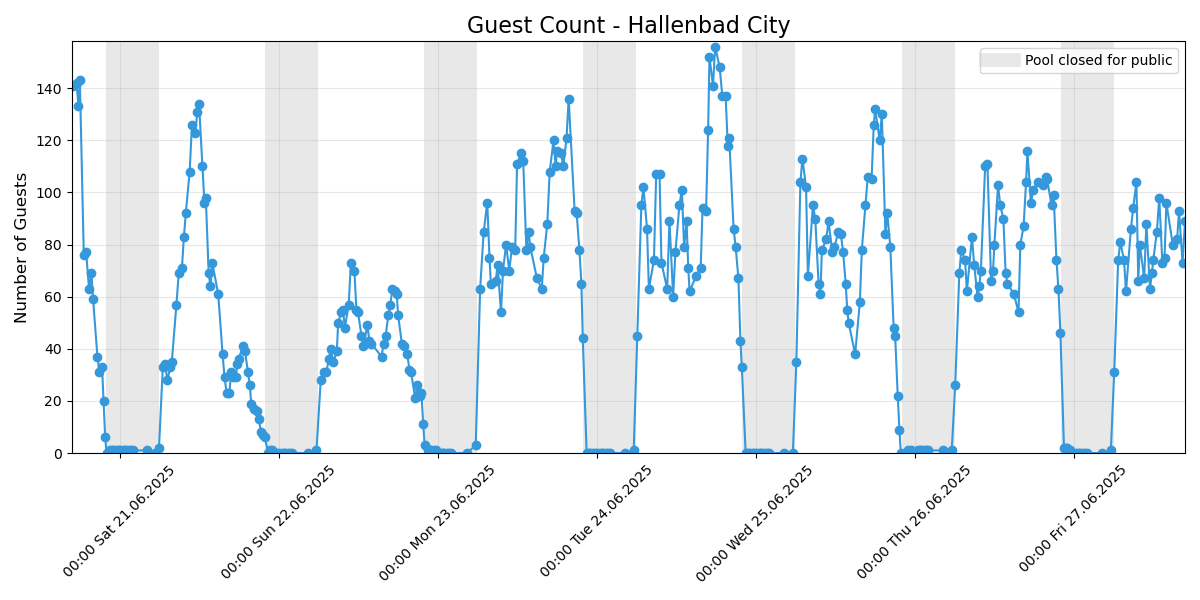 Guest Count - Hallenbad City
Pool closed for public
Number of Guests
140
120
100
80
60
40
20
0
00:00 Sat 21.06.2025
00:00 Sun 22.06.2025
00:00 Mon 23.06.2025
00:00 Tue 24.06.2025
00:00 Wed 25.06.2025
00:00 Thu 26.06.2025
00:00 Fri 27.06.2025